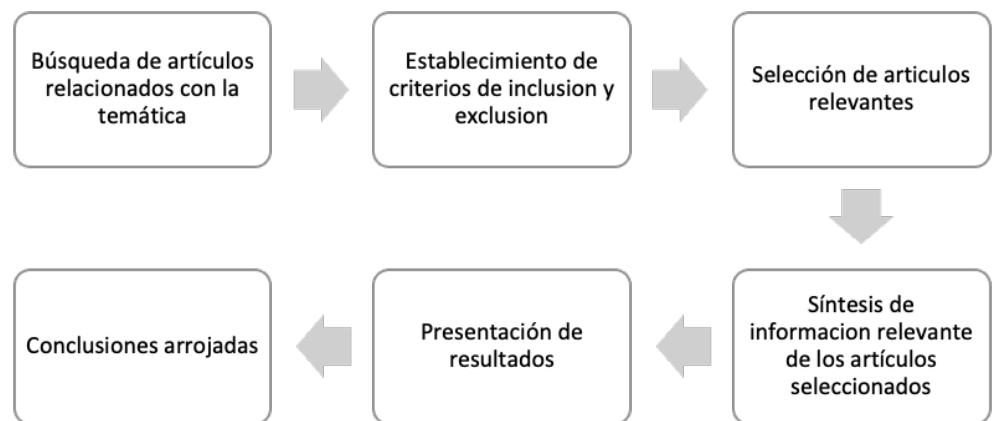 Búsqueda de artículos
relacionados con la
temática
Establecimiento de
criterios de inclusion y
exclusion
Selección de articulos
relevantes
Síntesis de
informacion relevante
de los artículos
seleccionados
Presentación de
resultados
Conclusiones arrojadas